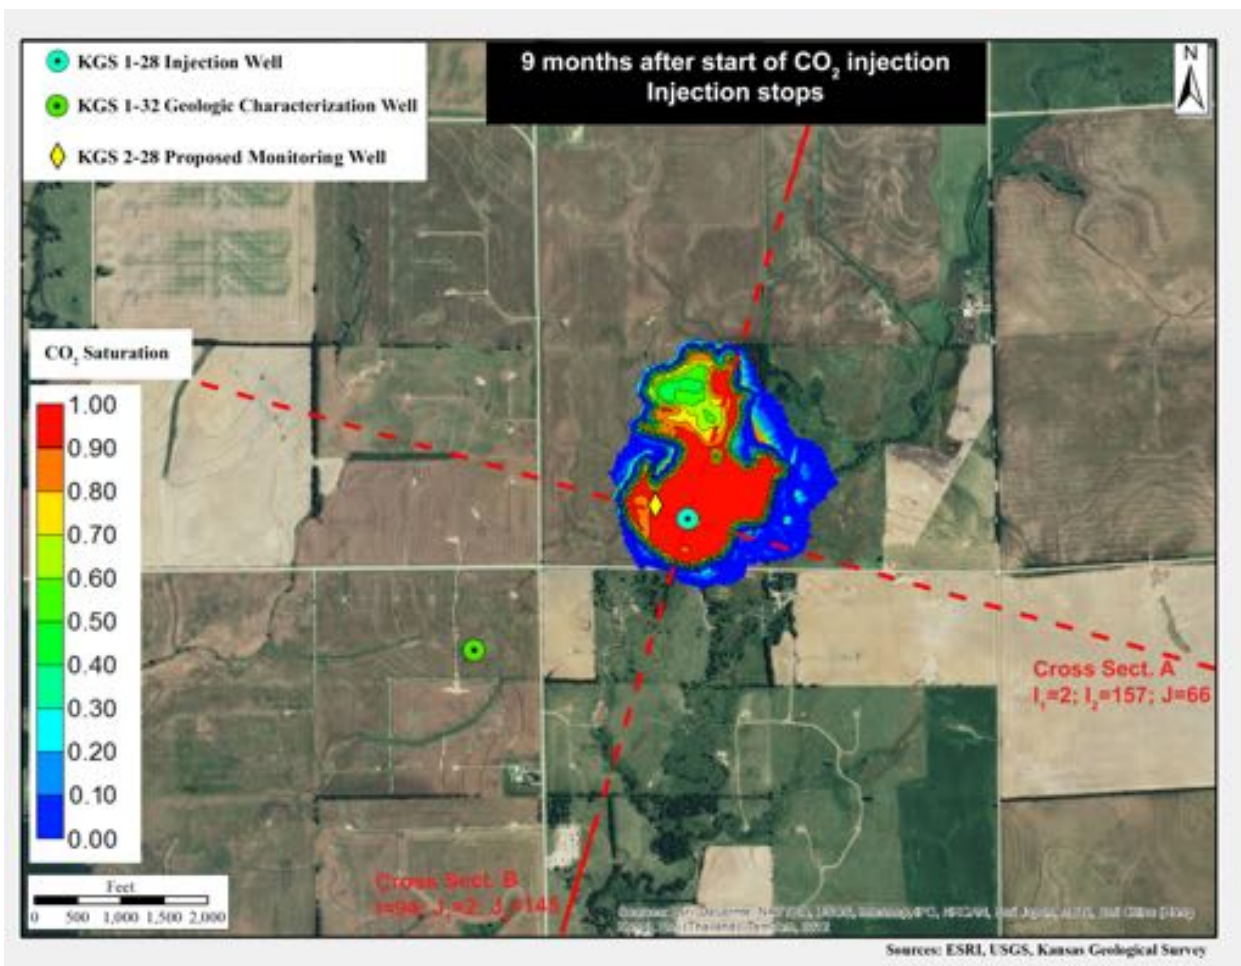 KGS 1-28 Injection Well
KGS 1-32 Geologic Characterization Well
KGS 2-28 Proposed Monitoring Well
9 months after start of CO₂ injection
Injection stops
N
CO₂ Saturation
1.00
0.90
0.80
0.70
0.60
0.50
0.40
0.30
0.20
0.10
0.00
Cross Sect. A
I₁=2; I₂=157; J=66
Cross Sect. B
Feet
0 500 1,000 1,500 2,000
Sources: ESRI, USGS, Kansas Geological Survey